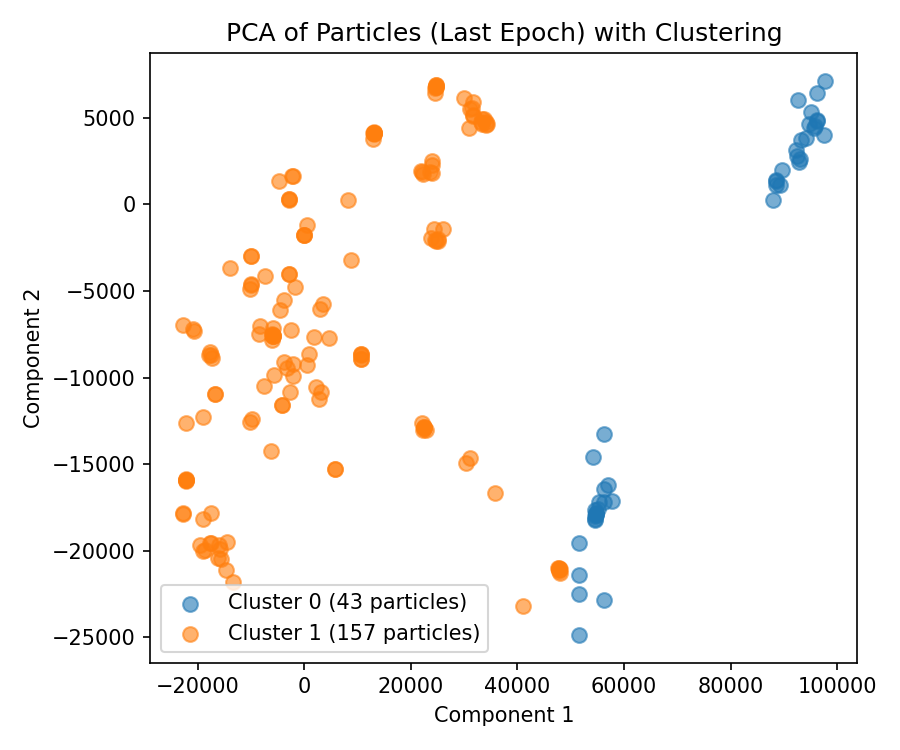 PCA of Particles (Last Epoch) with Clustering
Component 2
5000
0
−5000
−10000
−15000
−20000
−25000
Cluster 0 (43 particles)
Cluster 1 (157 particles)
−20000 0 20000 40000 60000 80000 100000
Component 1